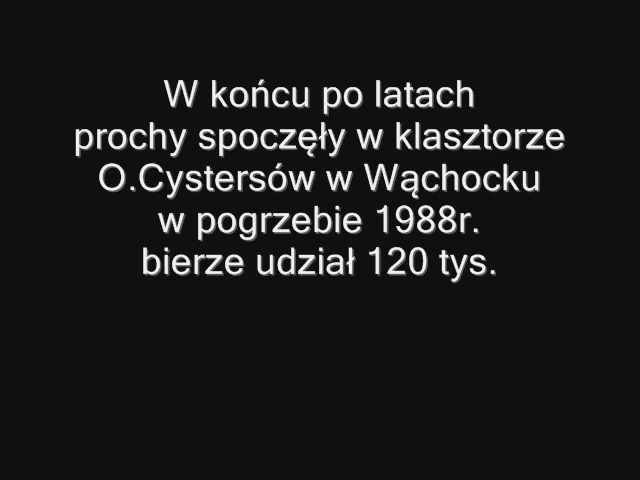 W końcu po latach
prochy spoczęły w klasztorze
O.Cystersów w Wąchocku
w pogrzebie 1988r.
bierze udział 120 tys.